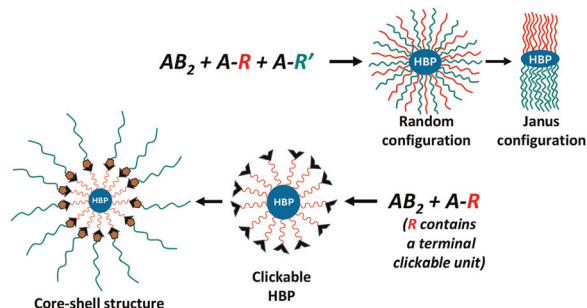 AB2 + A-R + A-R’
HBP
HBP
Random
configuration
Janus
configuration
HBP
HBP
AB2 + A-R
(R contains
a terminal
clickable unit)
Clickable
HBP
Core-shell structure